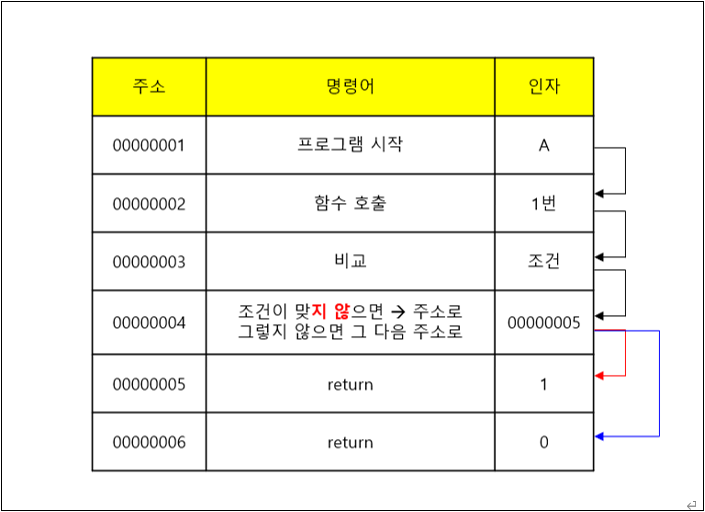 주소 명령어 인자
00000001 프로그램 시작 A
00000002 함수 호출 1번
00000003 비교 조건
00000004 조건이 맞지 않으면 → 주소로 00000005
그렇지 않으면 그 다음 주소로
00000005 return 1
00000006 return 0